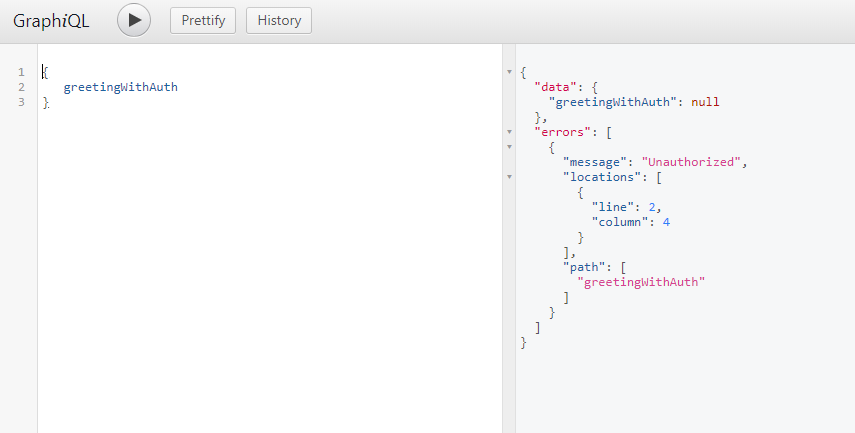 GraphiQL Prettify History
1 {
2 greetingWithAuth
3 }
{
"data": {
"greetingWithAuth": null
},
"errors": [
{
"message": "Unauthorized",
"locations": [
{
"line": 2,
"column": 4
}
],
"path": [
"greetingWithAuth"
]
}
]
}